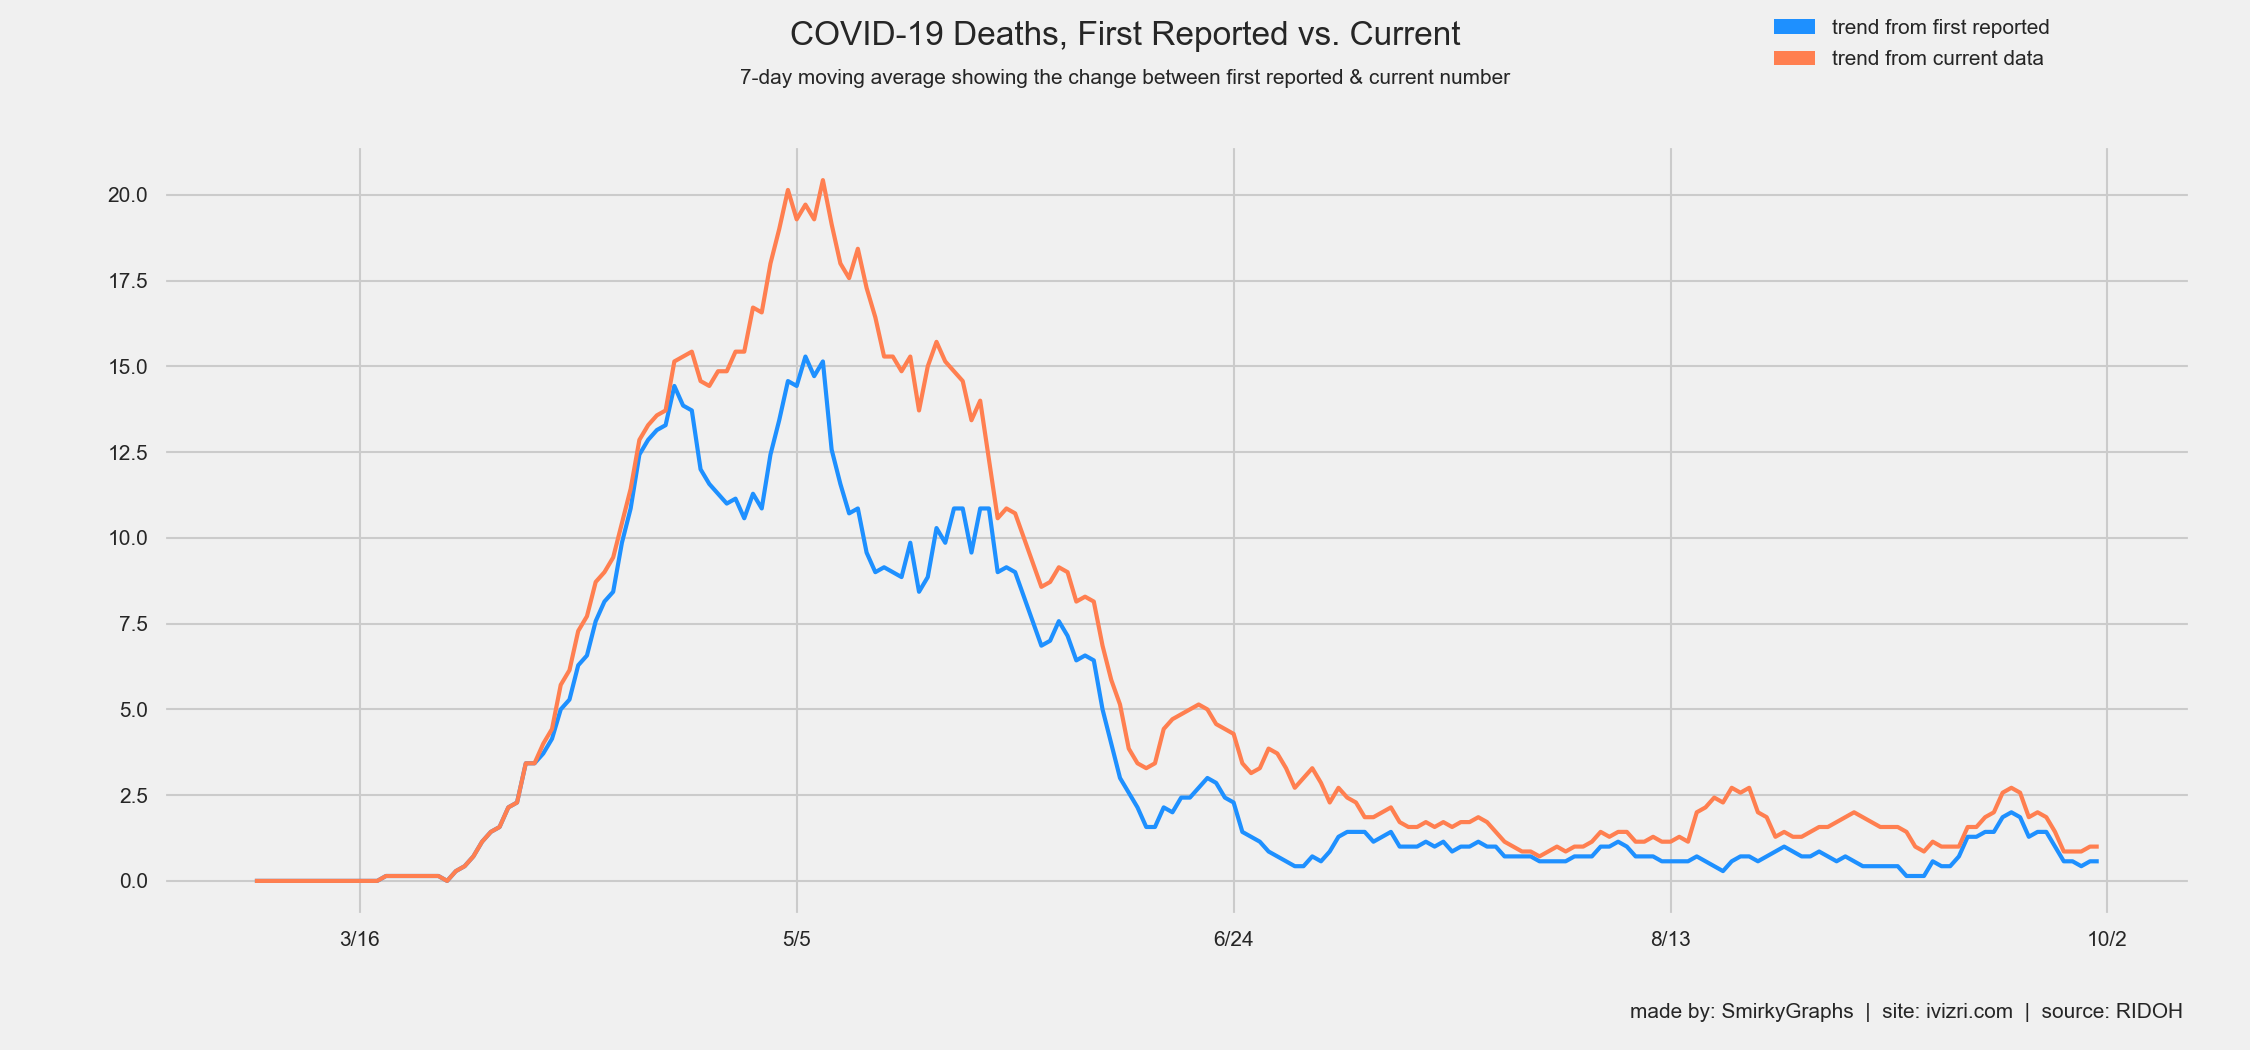 COVID-19 Deaths, First Reported vs. Current
7-day moving average showing the change between first reported & current number
trend from first reported
trend from current data
20.0
17.5
15.0
12.5
10.0
7.5
5.0
2.5
0.0
3/16
5/5
6/24
8/13
10/2
made by: SmirkyGraphs | site: ivizri.com | source: RIDOH